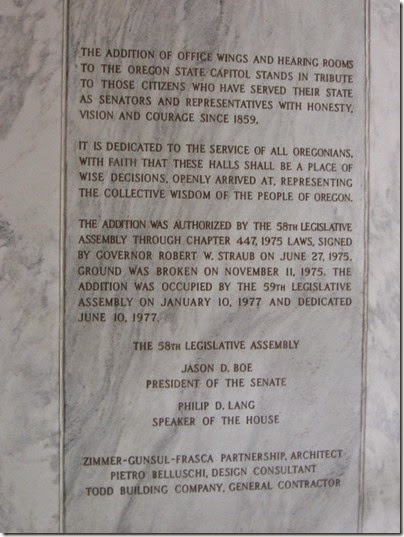 THE ADDITION OF OFFICE WINGS AND HEARING ROOMS
TO THE OREGON STATE CAPITOL STANDS IN TRIBUTE
TO THOSE CITIZENS WHO HAVE SERVED THEIR STATE
AS SENATORS AND REPRESENTATIVES WITH HONESTY,
VISION AND COURAGE SINCE 1859.
IT IS DEDICATED TO THE SERVICE OF ALL OREGONIANS,
WITH FAITH THAT THESE HALLS SHALL BE A PLACE OF
WISE DECISIONS, OPENLY ARRIVED AT, REPRESENTING
THE COLLECTIVE WISDOM OF THE PEOPLE OF OREGON.
THE ADDITION WAS AUTHORIZED BY THE 58TH LEGISLATIVE
ASSEMBLY THROUGH CHAPTER 447, 1975 LAWS, SIGNED
BY GOVERNOR ROBERT W. STRAUB ON JUNE 27, 1975.
GROUND WAS BROKEN ON NOVEMBER 11, 1975. THE
ADDITION WAS OCCUPIED BY THE 59TH LEGISLATIVE
ASSEMBLY ON JANUARY 10, 1977 AND DEDICATED
JUNE 10, 1977.
THE 58TH LEGISLATIVE ASSEMBLY
JASON D. BOE
PRESIDENT OF THE SENATE
PHILIP D. LANG
SPEAKER OF THE HOUSE
ZIMMER-GUNSUL-FRASCA PARTNERSHIP, ARCHITECT
PIETRO BELLUSCHI, DESIGN CONSULTANT
TODD BUILDING COMPANY, GENERAL CONTRACTOR